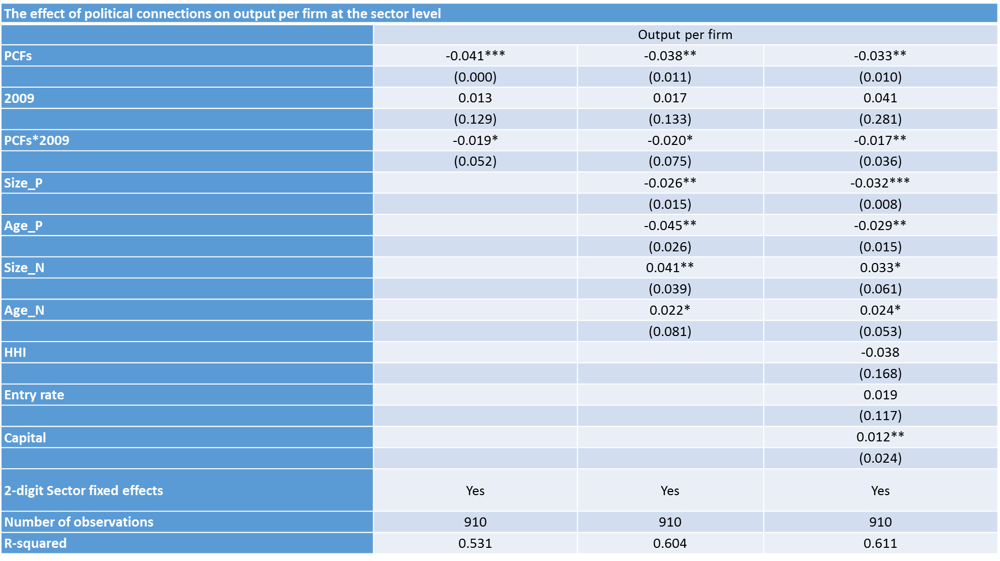 The effect of political connections on output per firm at the sector level
Output per firm
PCFs -0.041*** -0.038** -0.033**
(0.000) (0.011) (0.010)
2009 0.013 0.017 0.041
(0.129) (0.133) (0.281)
PCFs*2009 -0.019* -0.020* -0.017**
(0.052) (0.075) (0.036)
Size_P -0.026** -0.032***
(0.015) (0.008)
Age_P -0.045** -0.029**
(0.026) (0.015)
Size_N 0.041** 0.033*
(0.039) (0.061)
Age_N 0.022* 0.024*
(0.081) (0.053)
HHI -0.038
(0.168)
Entry rate 0.019
(0.117)
Capital 0.012**
(0.024)
2-digit Sector fixed effects Yes Yes Yes
Number of observations 910 910 910
R-squared 0.531 0.604 0.611